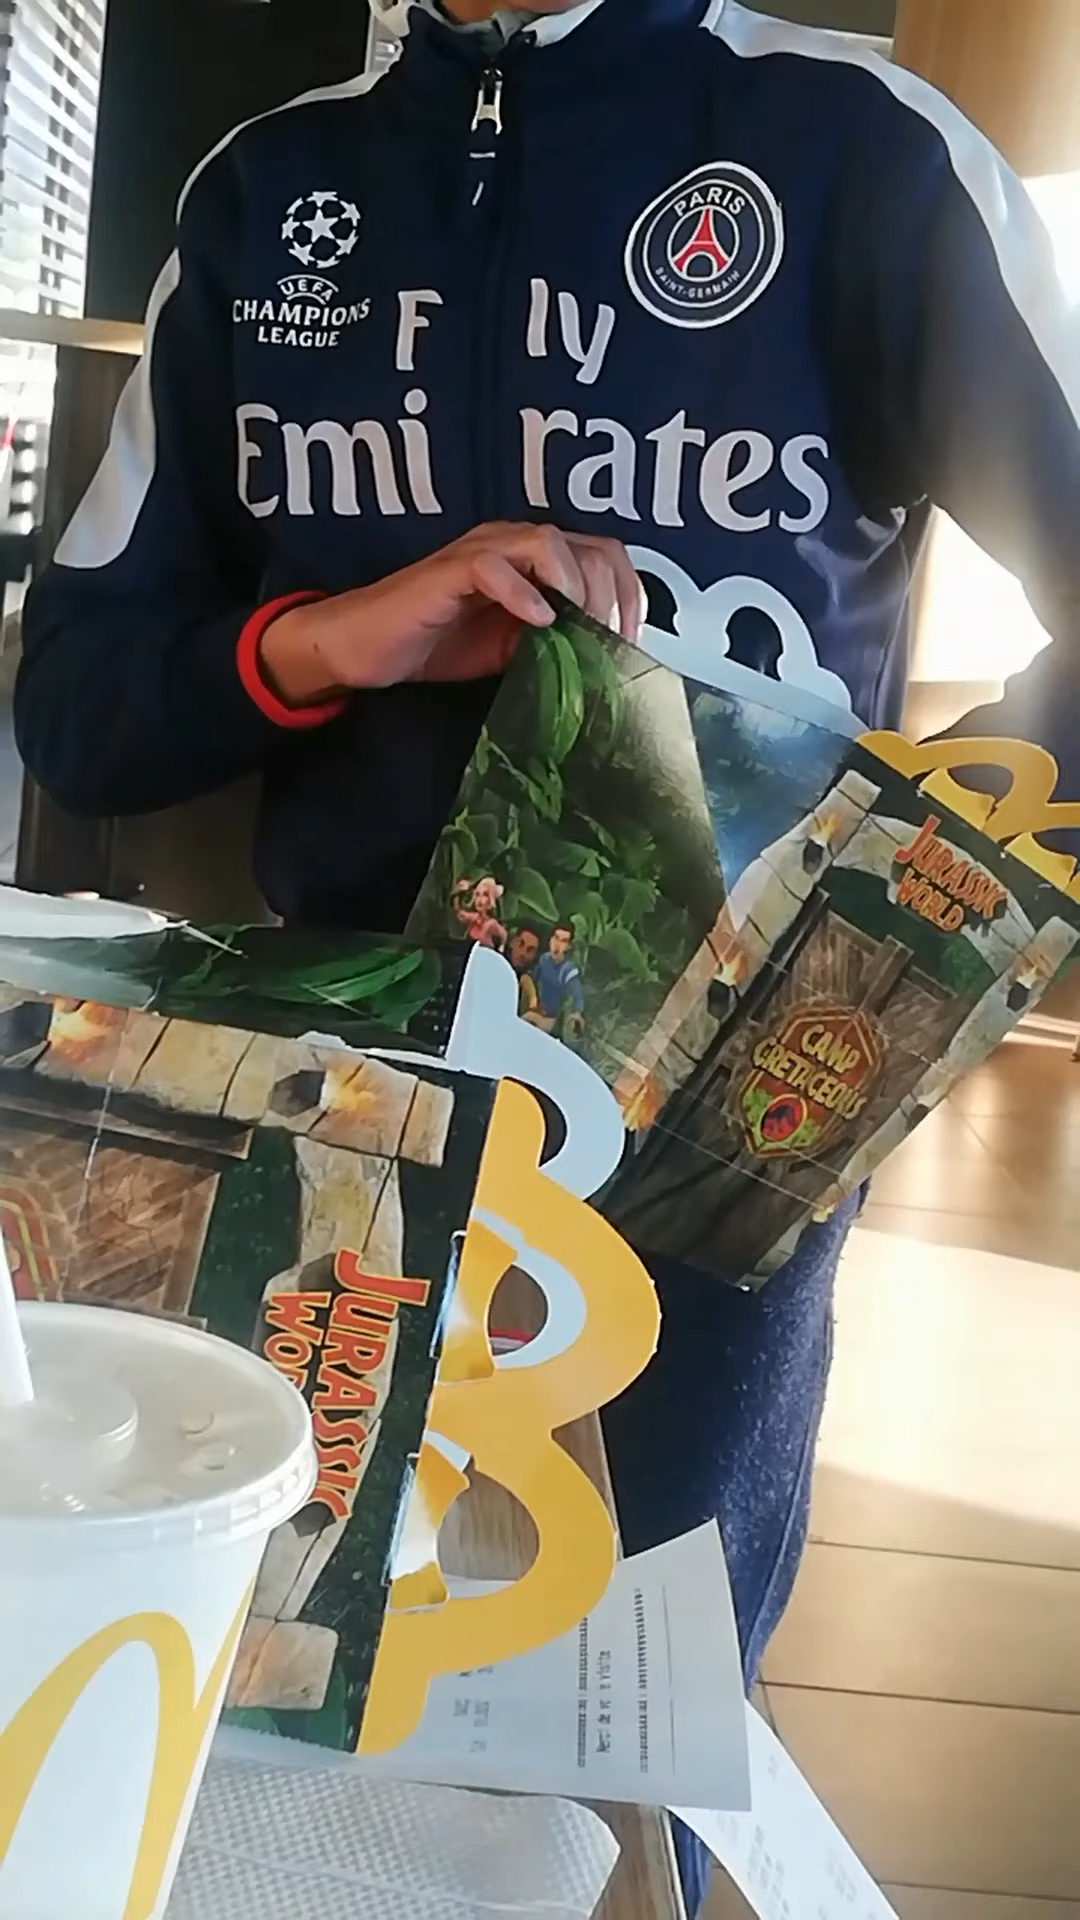 PARIS
SAINT-GERMAIN
UEFA
CHAMPIONS
LEAGUE
F ly
Emi rates
JURASSIC
WORLD
CAMP
CRETACEOUS
JURASSIC
WO